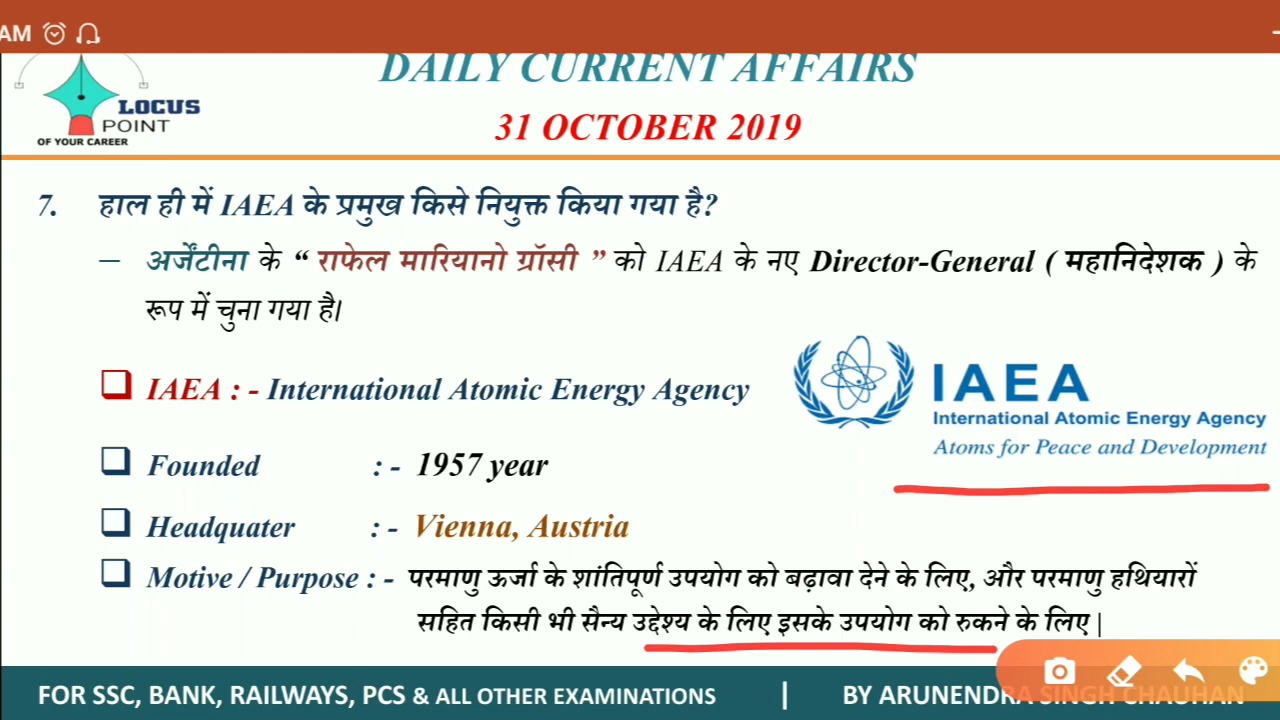 AM
DAILY CURRENT AFFAIRS
LOCUS
POINT
OF YOUR CAREER
31 OCTOBER 2019
7. हाल ही में IAEA के प्रमुख किसे नियुक्त किया गया है?
– अर्जेंटीना के “ राफेल मारियानो ग्रॉसी ” को IAEA के नए Director-General ( महानिदेशक ) के
रूप में चुना गया है।
IAEA : - International Atomic Energy Agency
IAEA
International Atomic Energy Agency
Atoms for Peace and Development
Founded : - 1957 year
Headquater : - Vienna, Austria
Motive / Purpose : - परमाणु ऊर्जा के शांतिपूर्ण उपयोग को बढ़ावा देने के लिए, और परमाणु हथियारों
सहित किसी भी सैन्य उद्देश्य के लिए इसके उपयोग को रुकने के लिए |
FOR SSC, BANK, RAILWAYS, PCS & ALL OTHER EXAMINATIONS | BY ARUNENDRA SINGH CHAUHAN